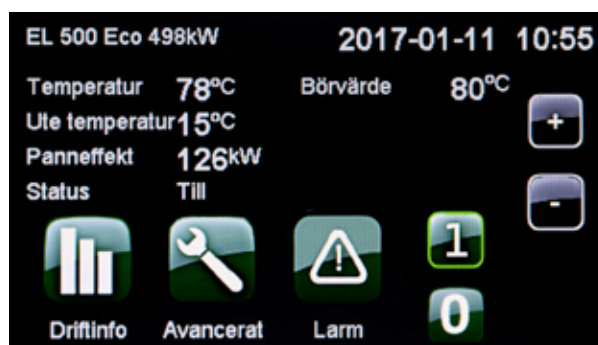 EL 500 Eco 498kW 2017-01-11 10:55
Temperatur 78°C Börvärde 80°C
Ute temperatur 15°C
+
Panneffekt 126kW
Status Till
-
1
0
Driftinfo Avancerat Larm